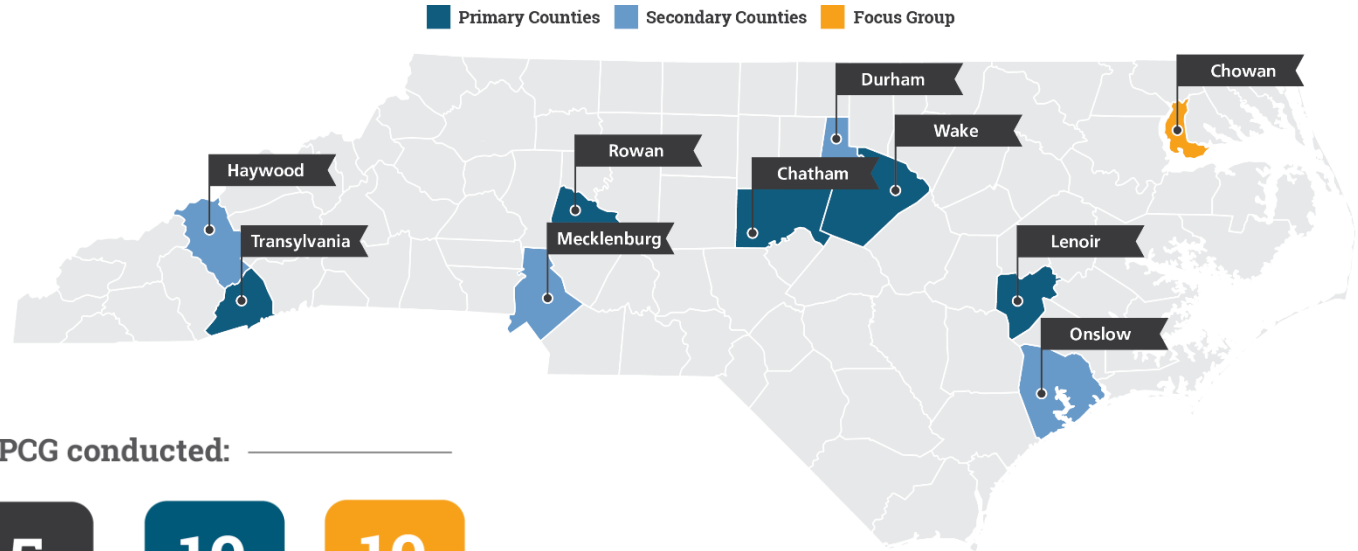 Primary Counties Secondary Counties Focus Group
Chowan
Durham
Wake
Rowan
Haywood
Chatham
Transylvania
Mecklenburg
Lenoir
Onslow
PCG conducted: